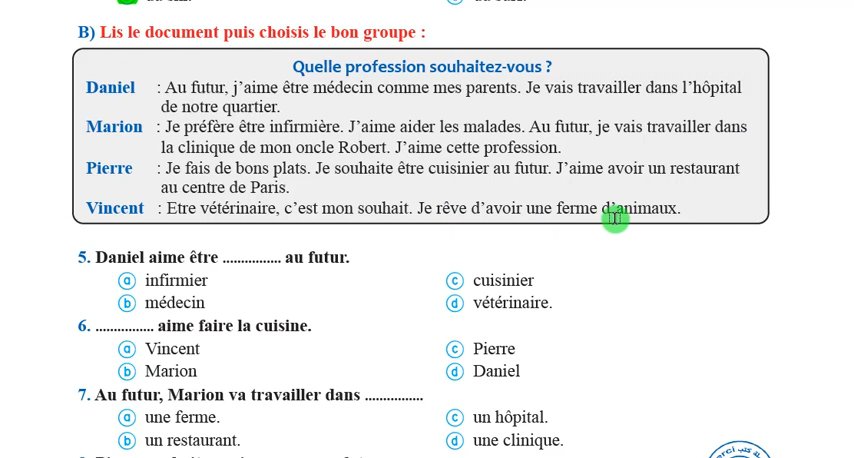 B) Lis le document puis choisis le bon groupe :
Quelle profession souhaitez-vous ?
Daniel : Au futur, j'aime être médecin comme mes parents. Je vais travailler dans l'hôpital
de notre quartier.
Marion : Je préfère être infirmière. J'aime aider les malades. Au futur, je vais travailler dans
la clinique de mon oncle Robert. J'aime cette profession.
Pierre : Je fais de bons plats. Je souhaite être cuisinier au futur. J'aime avoir un restaurant
au centre de Paris.
Vincent : Etre vétérinaire, c'est mon souhait. Je rêve d'avoir une ferme d'animaux.
5. Daniel aime être ................ au futur.
a infirmier
c cuisinier
b médecin
d vétérinaire.
6. ................ aime faire la cuisine.
a Vincent
c Pierre
b Marion
d Daniel
7. Au futur, Marion va travailler dans ................
a une ferme.
c un hôpital.
b un restaurant.
d une clinique.